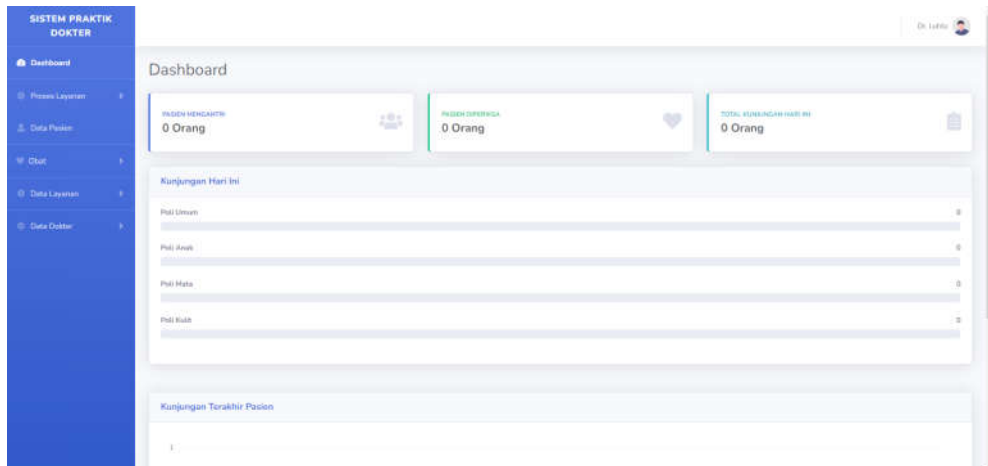 SISTEM PRAKTIK
DOKTER
Dashboard
Proses Layanan
Data Pasien
Obat
Data Layanan
Data Dokter
Dr. 
Dashboard
PASIEN MENGANTRI
0 Orang
PASIEN DIPERIKSA
0 Orang
TOTAL KUNJUNGAN HARI INI
0 Orang
Kunjungan Hari Ini
Poli Umum 0
Poli Anak 0
Poli Mata 0
Poli Kulit 0
Kunjungan Terakhir Pasien
1